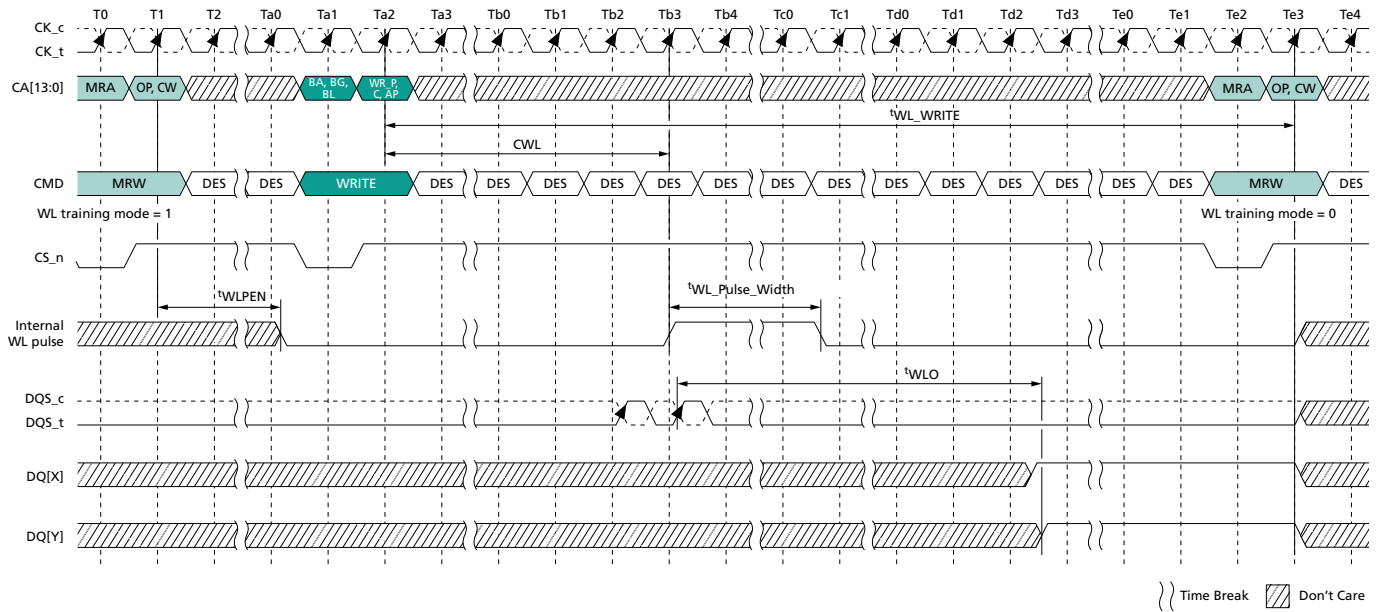 T0 T1 T2 Ta0 Ta1 Ta2 Ta3 Tb0 Tb1 Tb2 Tb3 Tb4 Tc0 Tc1 Td0 Td1 Td2 Td3 Te0 Te1 Te2 Te3 Te4
CK_c
CK_t
CA[13:0] MRA OP, CW BA, BG, BL WR_P, C, AP MRA OP, CW
tWL_WRITE
CWL
CMD MRW DES DES WRITE DES DES DES DES DES DES DES DES DES DES DES DES DES DES MRW DES
WL training mode = 1 WL training mode = 0
CS_n
tWLPEN tWL_Pulse_Width
Internal
WL pulse
tWLO
DQS_c
DQS_t
DQ[X]
DQ[Y]
Time Break Don't Care